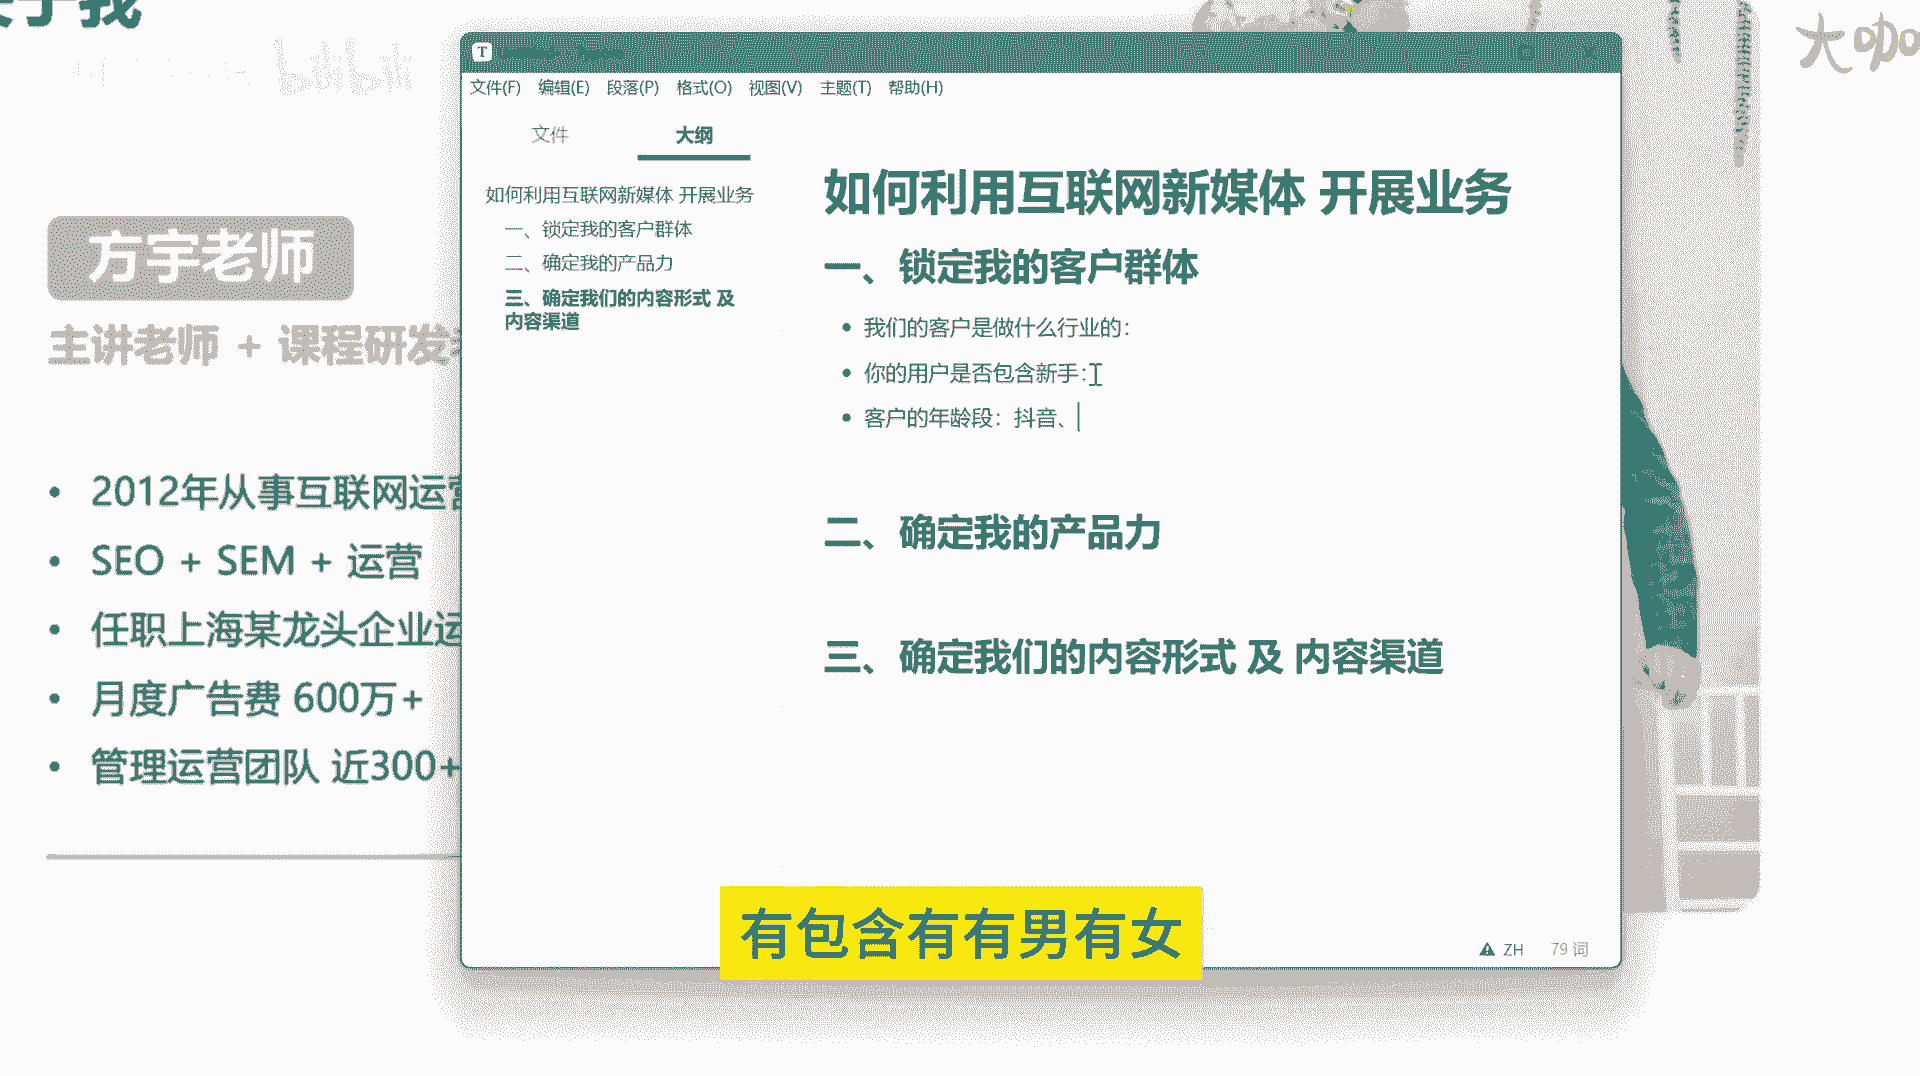 关于我
bilibili
大咖
方宇老师
主讲老师 + 课程研发
• 2012年从事互联网运营
• SEO + SEM + 运营
• 任职上海某龙头企业运
• 月度广告费 600万+
• 管理运营团队 近300+
T
文件(F) 编辑(E) 段落(P) 格式(O) 视图(V) 主题(T) 帮助(H)
文件 大纲
如何利用互联网新媒体 开展业务
一、锁定我的客户群体
二、确定我的产品力
三、确定我们的内容形式 及
内容渠道
如何利用互联网新媒体 开展业务
一、锁定我的客户群体
• 我们的客户是做什么行业的：
• 你的用户是否包含新手：
• 客户的年龄段：抖音、
二、确定我的产品力
三、确定我们的内容形式 及 内容渠道
ZH 79 词
有包含有有男有女